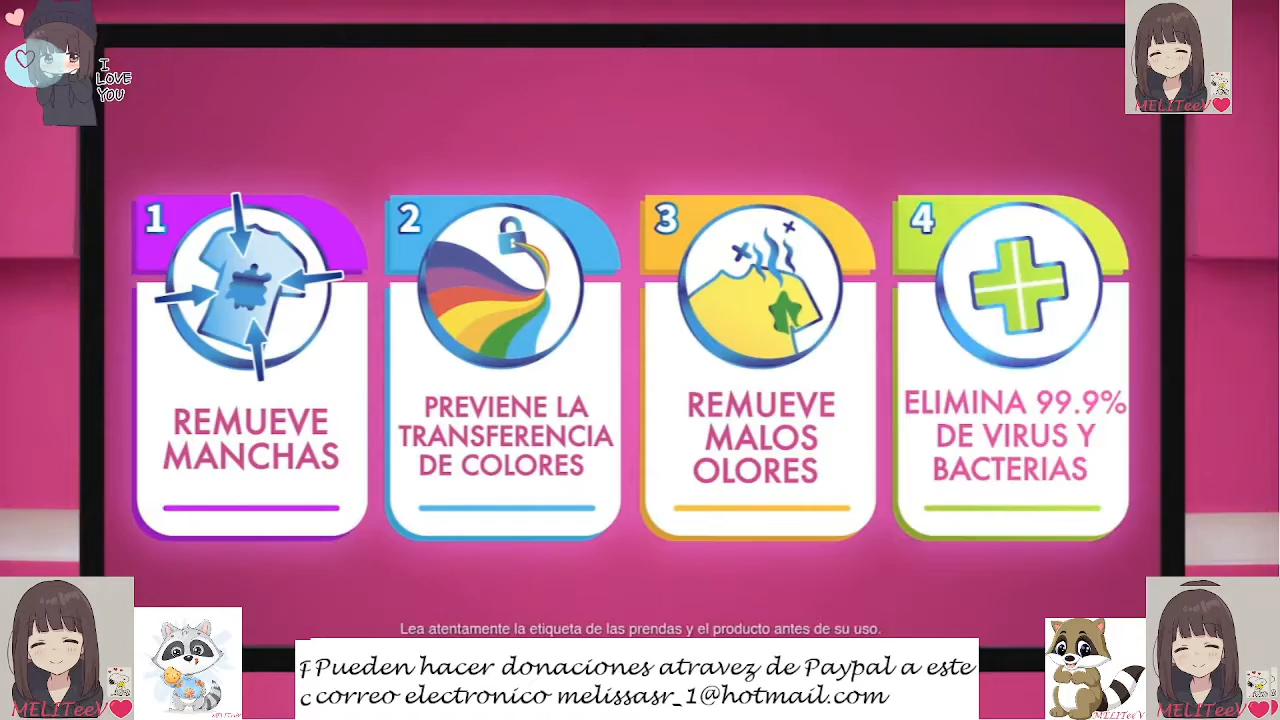 I
LOVE
YOU
MELITeeV
1
2
3
4
REMUEVE
MANCHAS
PREVIENE LA
TRANSFERENCIA
DE COLORES
REMUEVE
MALOS
OLORES
ELIMINA 99.9%
DE VIRUS Y
BACTERIAS
Lea atentamente la etiqueta de las prendas y el producto antes de su uso.
Pueden hacer donaciones atravez de Paypal a este
correo electronico melissasr_1@hotmail.com
MELITeeV
MELITeeV
MELITeeV
MELITeeV